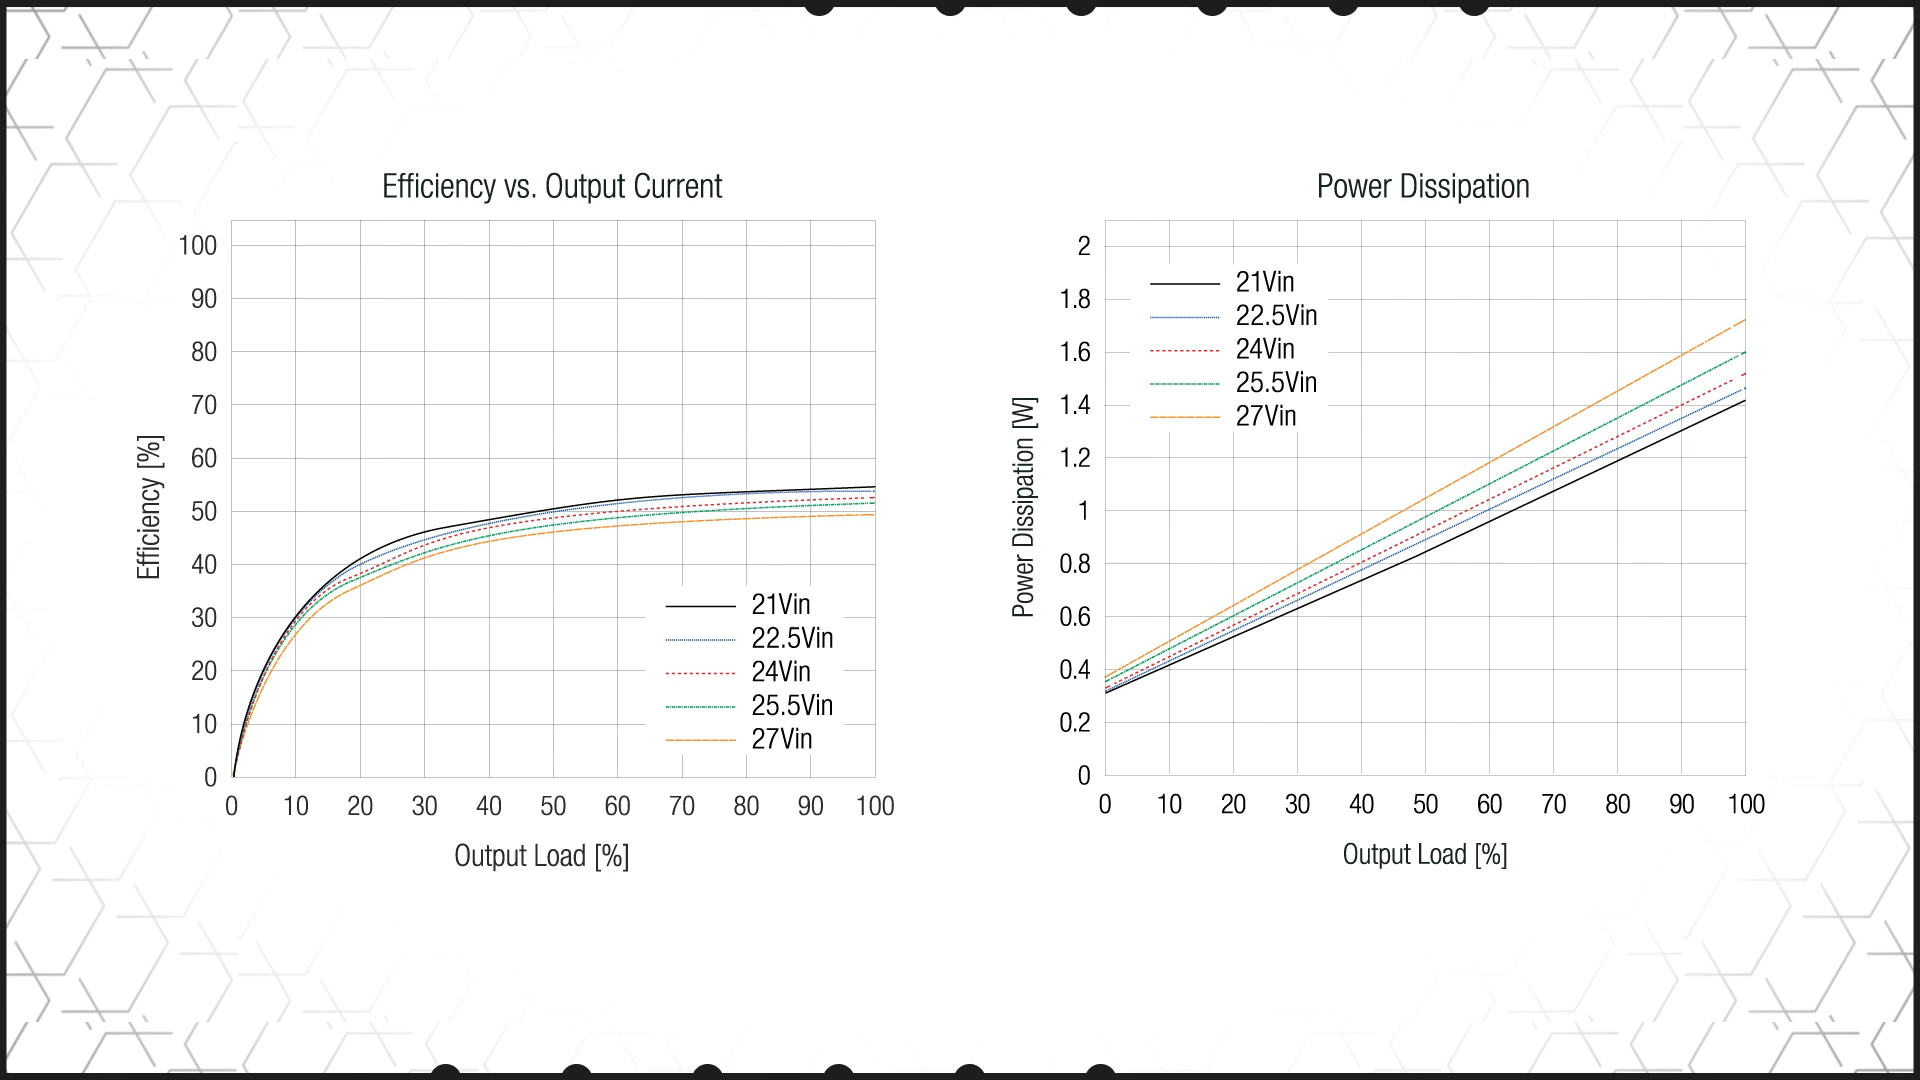 Efficiency vs. Output Current
100
90
80
70
60
50
40
30
20
10
0
Efficiency [%]
21Vin
22.5Vin
24Vin
25.5Vin
27Vin
0 10 20 30 40 50 60 70 80 90 100
Output Load [%]
Power Dissipation
2
1.8
1.6
1.4
1.2
1
0.8
0.6
0.4
0.2
0
Power Dissipation [W]
21Vin
22.5Vin
24Vin
25.5Vin
27Vin
0 10 20 30 40 50 60 70 80 90 100
Output Load [%]